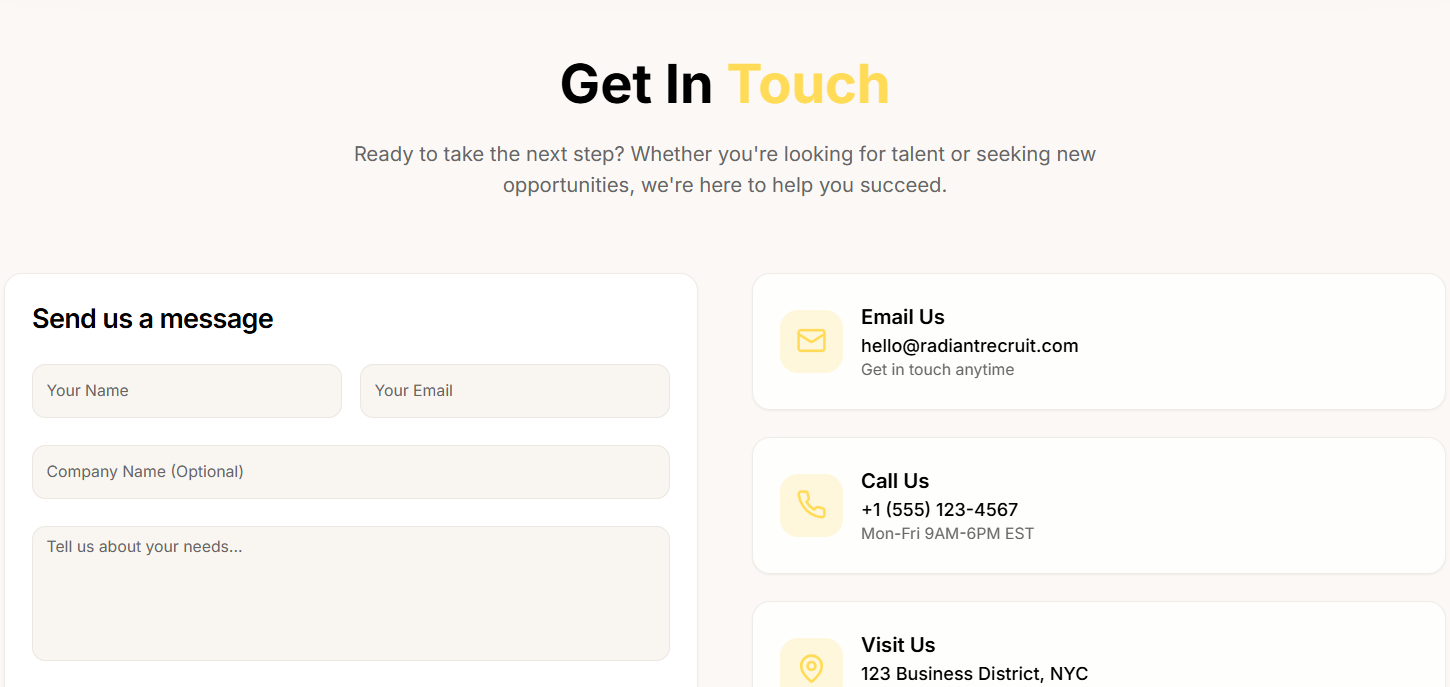 Get In Touch
Ready to take the next step? Whether you're looking for talent or seeking new
opportunities, we're here to help you succeed.
Send us a message
Your Name
Your Email
Company Name (Optional)
Tell us about your needs...
Email Us
hello@radiantrecruit.com
Get in touch anytime
Call Us
+1 (555) 123-4567
Mon-Fri 9AM-6PM EST
Visit Us
123 Business District, NYC